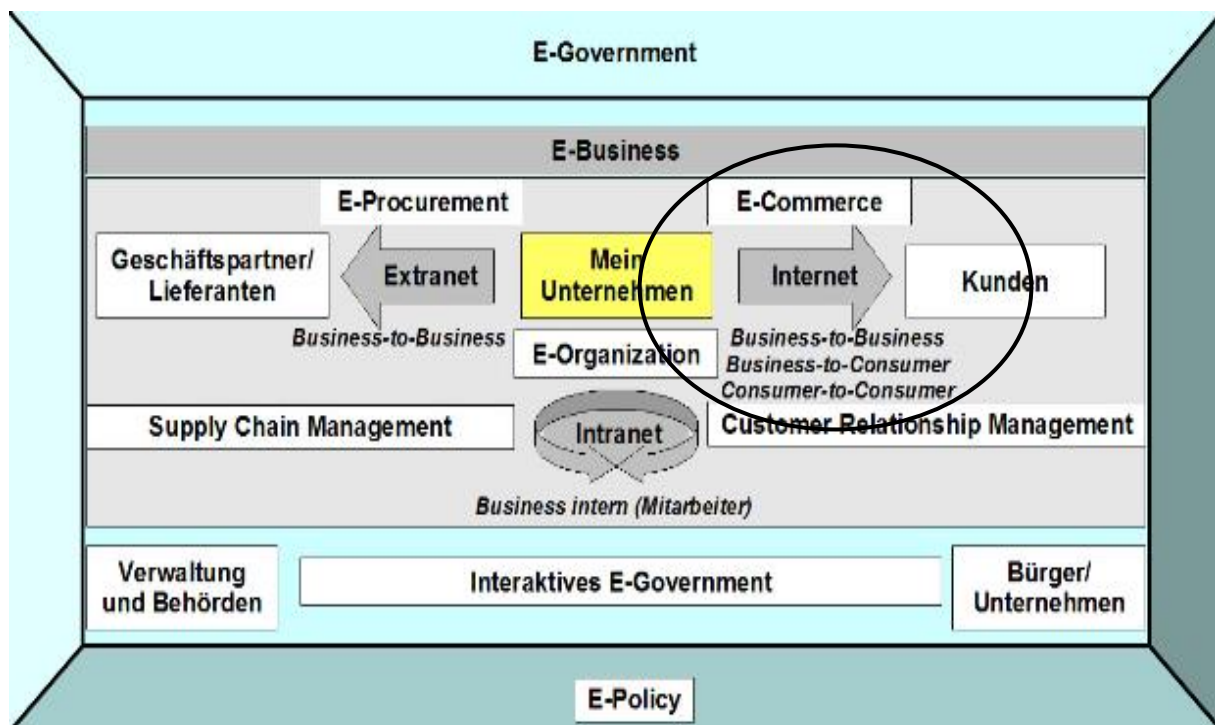 E-Government
E-Business
E-Procurement
E-Commerce
Geschäftspartner/
Lieferanten
Extranet
Mein
Unternehmen
Internet
Kunden
Business-to-Business
E-Organization
Business-to-Business
Business-to-Consumer
Consumer-to-Consumer
Supply Chain Management
Intranet
Customer Relationship Management
Business intern (Mitarbeiter)
Verwaltung
und Behörden
Interaktives E-Government
Bürger/
Unternehmen
E-Policy